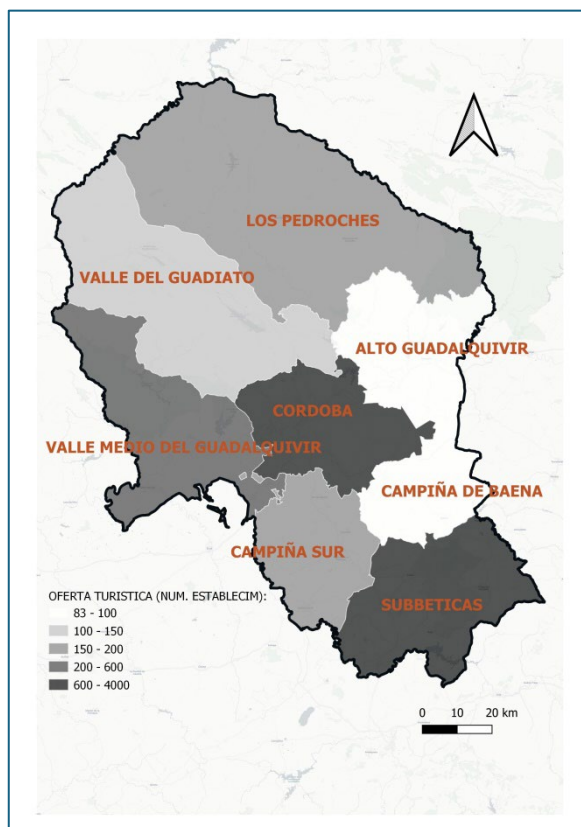 LOS PEDROCHES
VALLE DEL GUADIATO
ALTO GUADALQUIVIR
CORDOBA
VALLE MEDIO DEL GUADALQUIVIR
CAMPIÑA DE BAENA
CAMPIÑA SUR
SUBBETICAS
OFERTA TURISTICA (NUM. ESTABLECIM):
83 - 100
100 - 150
150 - 200
200 - 600
600 - 4000
0 10 20 km